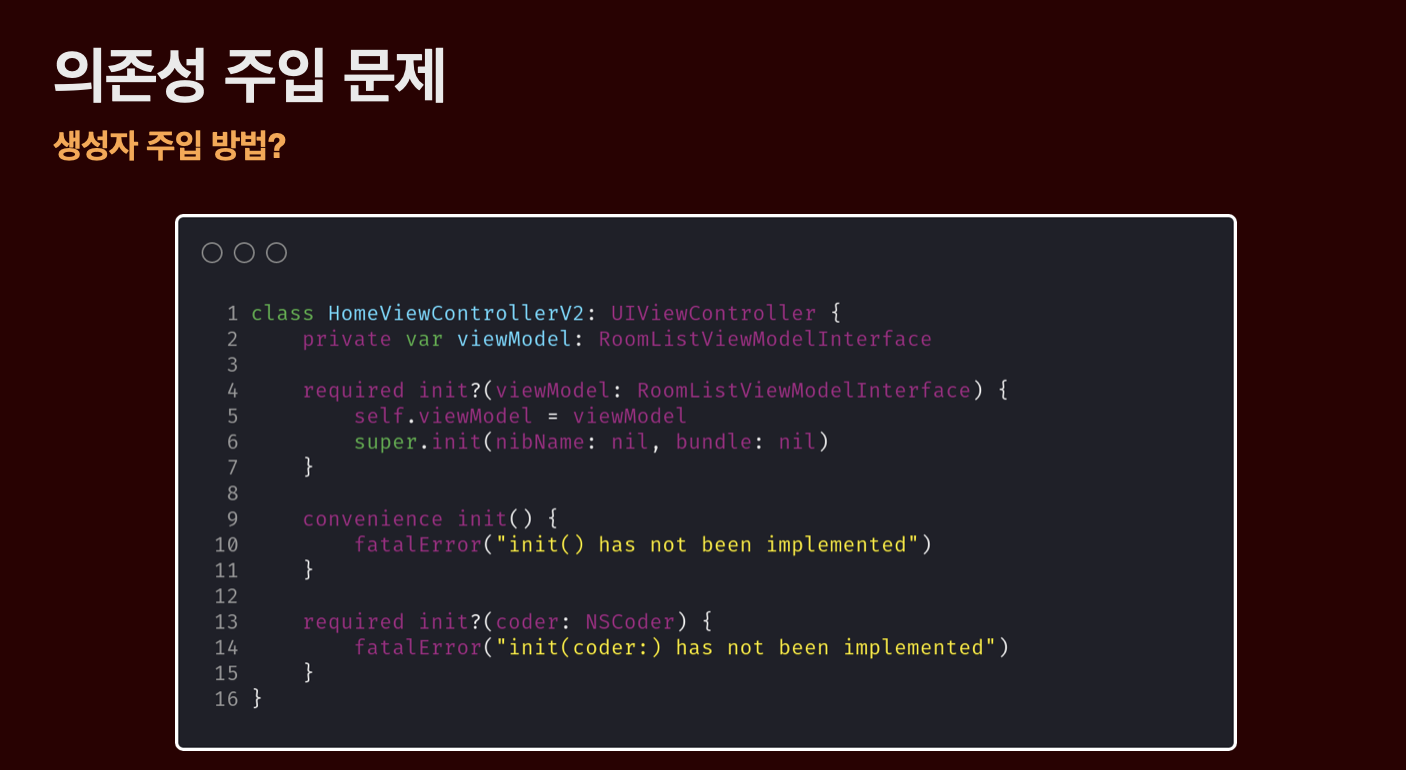 의존성 주입 문제
생성자 주입 방법?
1 class HomeViewControllerV2: UIViewController {
2     private var viewModel: RoomListViewModelInterface
3
4     required init?(viewModel: RoomListViewModelInterface) {
5         self.viewModel = viewModel
6         super.init(nibName: nil, bundle: nil)
7     }
8
9     convenience init() {
10         fatalError("init() has not been implemented")
11     }
12
13     required init?(coder: NSCoder) {
14         fatalError("init(coder:) has not been implemented")
15     }
16 }